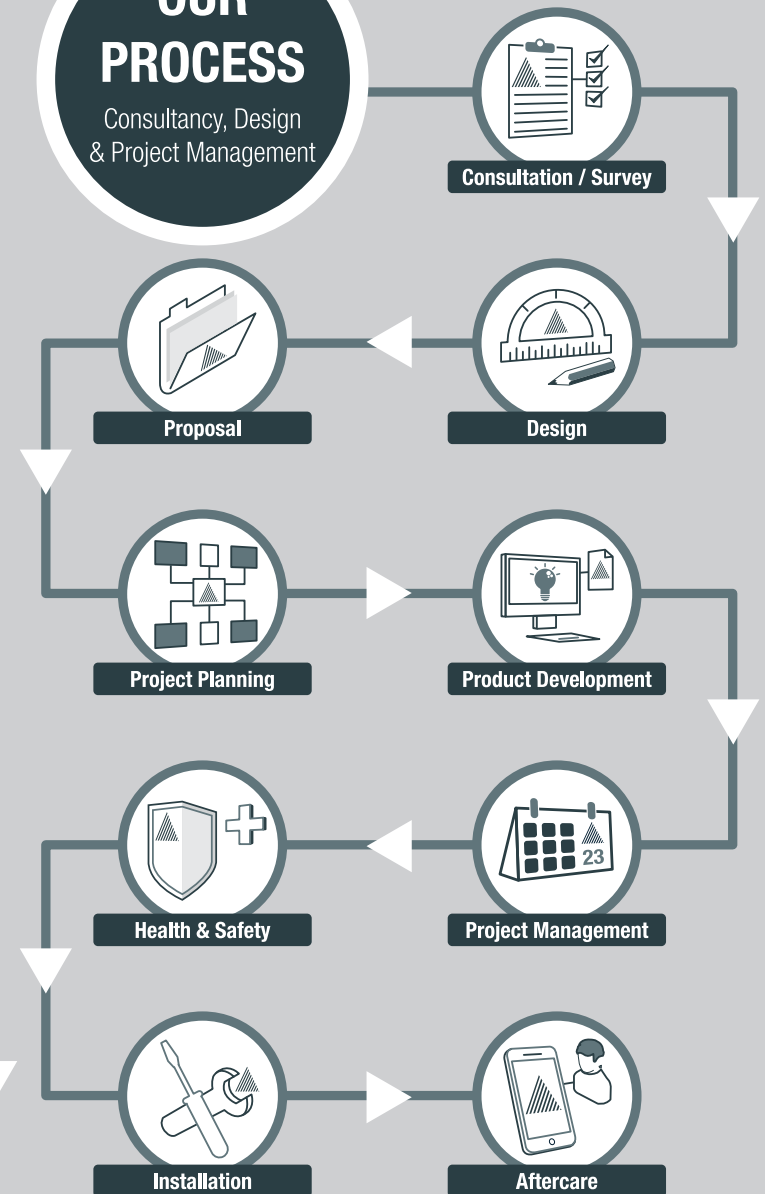 OUR
PROCESS
Consultancy, Design
& Project Management
Consultation / Survey
Design
Proposal
Project Planning
Product Development
Project Management
23
Health & Safety
Installation
Aftercare